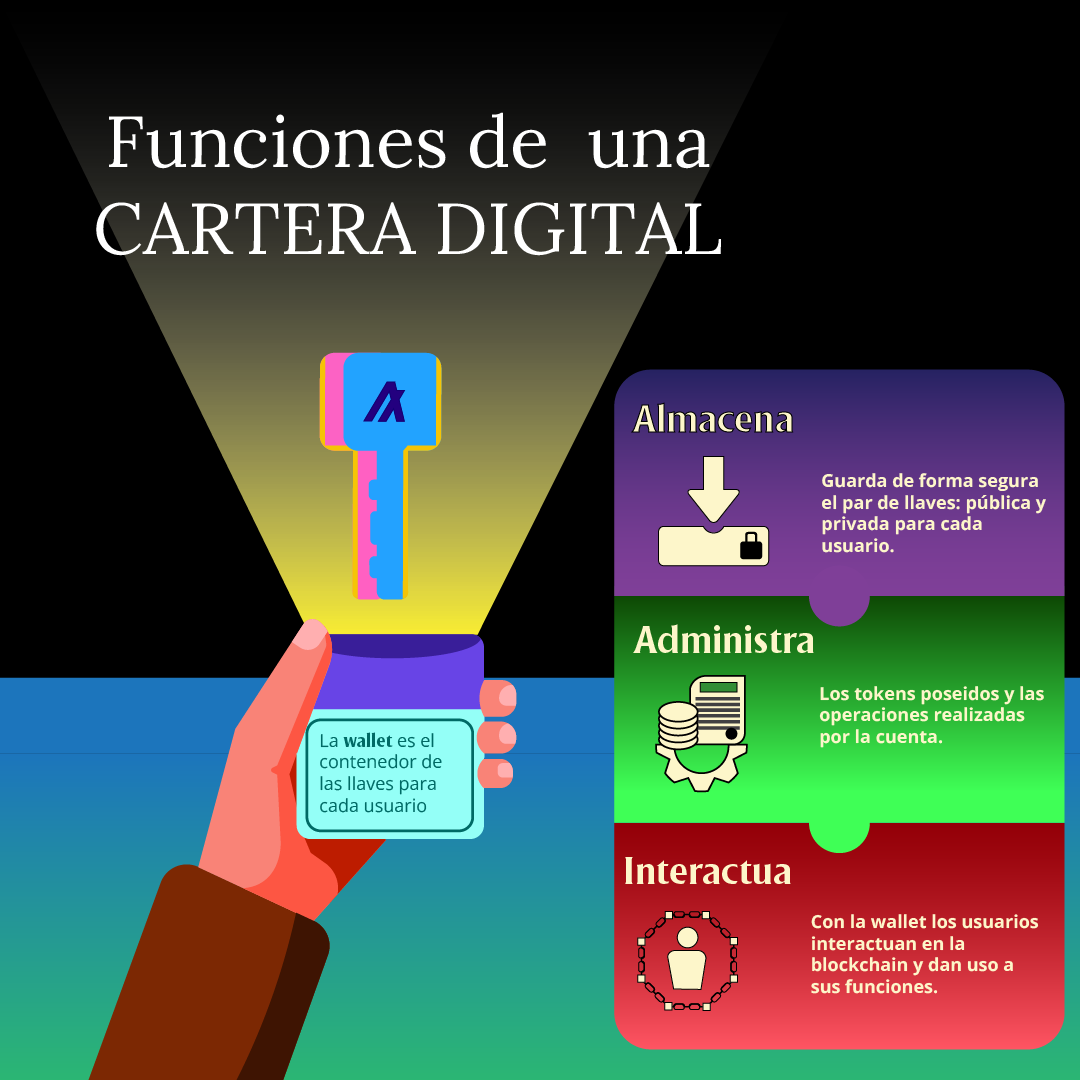 Funciones de una
CARTERA DIGITAL
Almacena
Guarda de forma segura
el par de llaves: pública y
privada para cada
usuario.
Administra
Los tokens poseidos y las
operaciones realizadas
por la cuenta.
La wallet es el
contenedor de
las llaves para
cada usuario
Interactua
Con la wallet los usuarios
interactuan en la
blockchain y dan uso a
sus funciones.